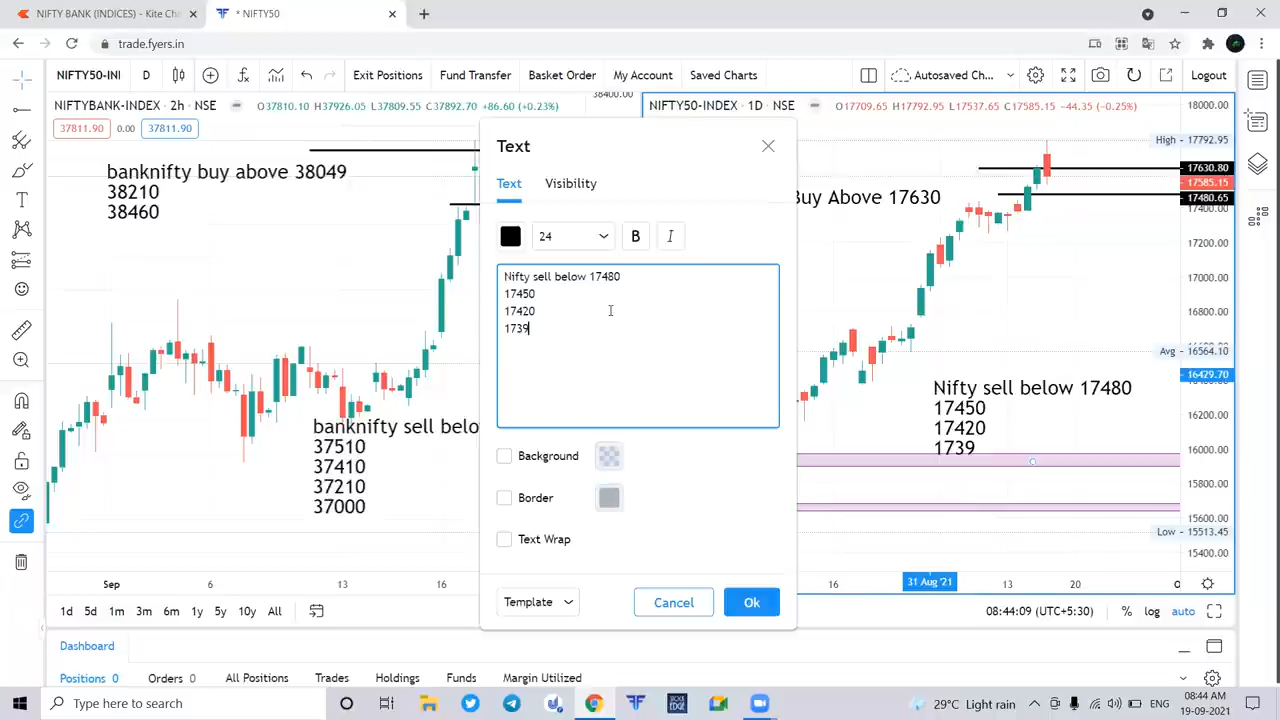 NIFTY BANK (INDICES) - Kite Cha
* NIFTY50
trade.fyers.in
NIFTY50-INI
D
Exit Positions
Fund Transfer
Basket Order
My Account
Saved Charts
Autosaved Ch...
Logout
NIFTYBANK-INDEX · 2h · NSE
O37810.10 H37926.05 L37809.55 C37892.70 +86.60 (+0.23%)
38400.00
NIFTY50-INDEX · 1D · NSE
O17709.65 H17792.95 L17537.65 C17585.15 -44.35 (-0.25%)
18000.00
37811.90
0.00
37811.90
High
17792.95
17630.80
17585.15
17480.65
17400.00
17200.00
17000.00
16800.00
Avg
16564.10
16429.70
16200.00
16000.00
15800.00
15600.00
Low
15513.45
15400.00
banknifty buy above 38049
38210
38460
banknifty sell belo
37510
37410
37210
37000
Buy Above 17630
Nifty sell below 17480
17450
17420
1739
Text
Text
Visibility
24
B
I
Nifty sell below 17480
17450
17420
1739
Background
Border
Text Wrap
Template
Cancel
Ok
Sep
6
13
16
16
31 Aug '21
13
20
1d
5d
1m
3m
6m
1y
5y
10y
All
08:44:09 (UTC+5:30)
%
log
auto
Dashboard
Positions 0
Orders 0
All Positions
Trades
Holdings
Funds
Margin Utilized
Type here to search
29°C Light rain
ENG
08:44 AM
19-09-2021